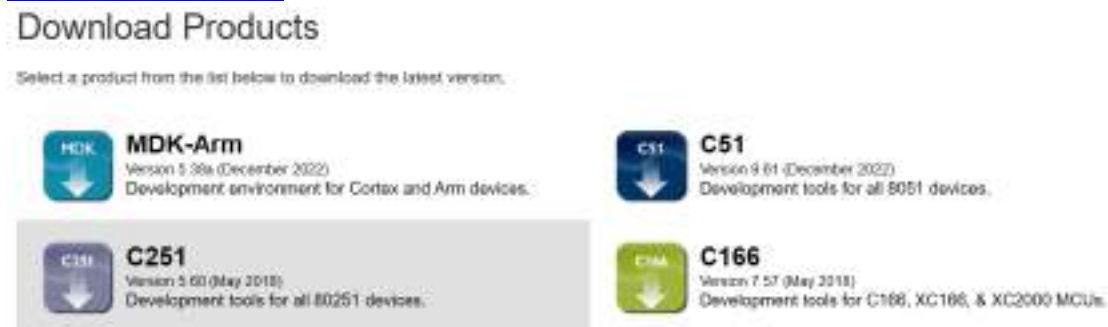 Download Products
Select a product from the list below to download the latest version.
MDK
MDK-Arm
Version 5.38a (December 2022)
Development environment for Cortex and Arm devices.
C51
C51
Version 9.61 (December 2022)
Development tools for all 8051 devices.
C251
C251
Version 5.60 (May 2018)
Development tools for all 80251 devices.
C166
C166
Version 7.57 (May 2018)
Development tools for C166, XC166, & XC2000 MCUs.